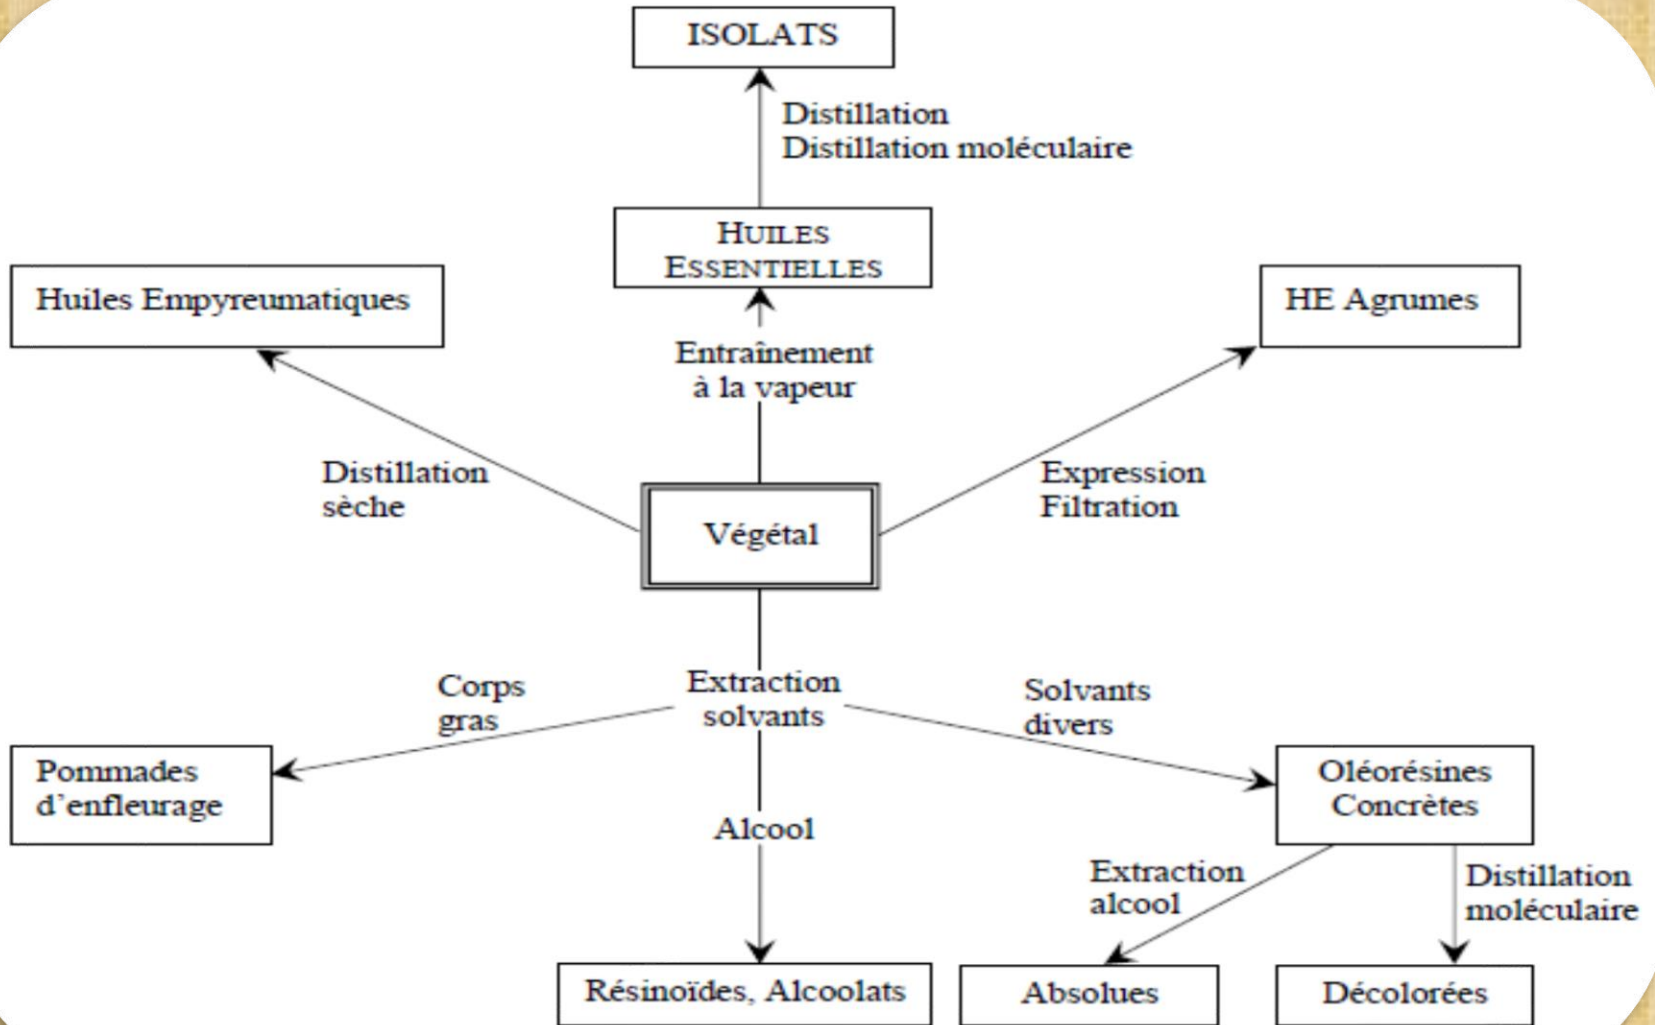 ISOLATS
Distillation
Distillation moléculaire
HUILES
ESSENTIELLES
Huiles Empyreumatiques
HE Agrumes
Entraînement
à la vapeur
Distillation
sèche
Expression
Filtration
Végétal
Corps
gras
Extraction
solvants
Solvants
divers
Pommades
d'enfleurage
Oléorésines
Concrètes
Alcool
Extraction
alcool
Distillation
moléculaire
Résinoïdes, Alcoolats
Absolues
Décolorées